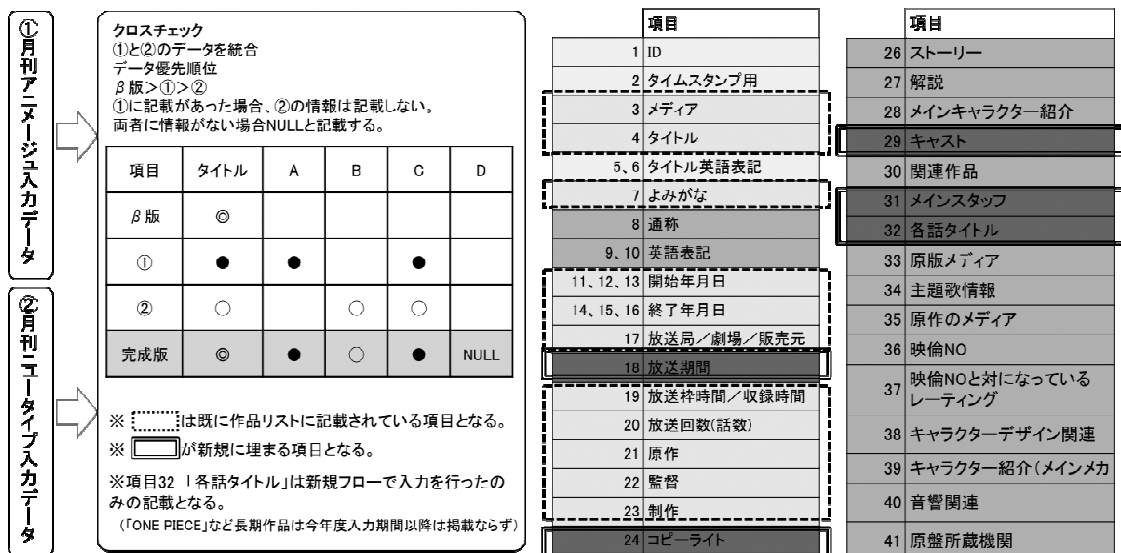 ①月刊アニメージュ入力データ
②月刊ニュータイプ入力データ
クロスチェック
①と②のデータを統合
データ優先順位
β版＞①＞②
①に記載があった場合、②の情報は記載しない。
両者に情報がない場合NULLと記載する。
項目 タイトル A B C D
β版 ◎
① ● ● ●
② ○ ○ ○
完成版 ◎ ● ○ ● NULL
※ は既に作品リストに記載されている項目となる。
※ が新規に埋まる項目となる。
※項目32 「各話タイトル」は新規フローで入力を行ったの
みの記載となる。
（「ONE PIECE」など長期作品は今年度入力期間以降は掲載ならず）
項目
1 ID
2 タイムスタンプ用
3 メディア
4 タイトル
5、6 タイトル英語表記
7 よみがな
8 通称
9、10 英語表記
11、12、13 開始年月日
14、15、16 終了年月日
17 放送局／劇場／販売元
18 放送期間
19 放送枠時間／収録時間
20 放送回数(話数)
21 原作
22 監督
23 制作
24 コピーライト
項目
26 ストーリー
27 解説
28 メインキャラクター紹介
29 キャスト
30 関連作品
31 メインスタッフ
32 各話タイトル
33 原版メディア
34 主題歌情報
35 原作のメディア
36 映倫NO
37 映倫NOと対になっている
レーティング
38 キャラクターデザイン関連
39 キャラクター紹介（メインメカ
40 音響関連
41 原盤所蔵機関